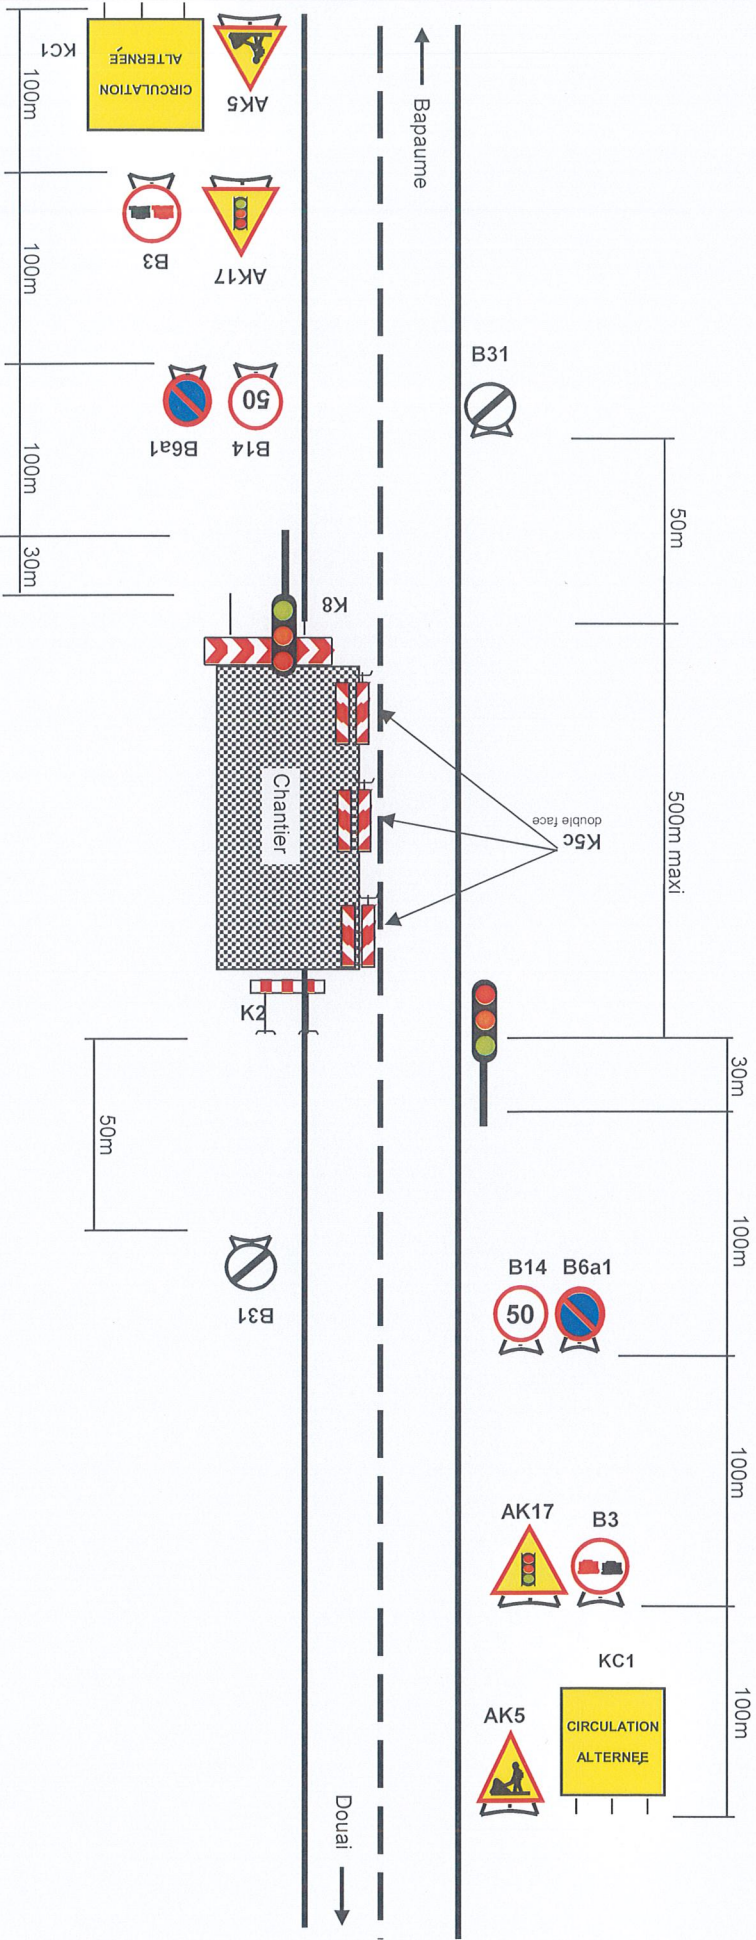 KC1
CIRCULATION
ALTERNÉE
AK5
100m
Bapaume
B3
AK17
100m
B31
50
B6a1
B14
100m
50m
30m
K8
Chantier
K5c
double face
500m maxi
K2
30m
50m
100m
B31
B14
B6a1
50
100m
AK17
B3
KC1
100m
AK5
CIRCULATION
ALTERNÉE
Douai